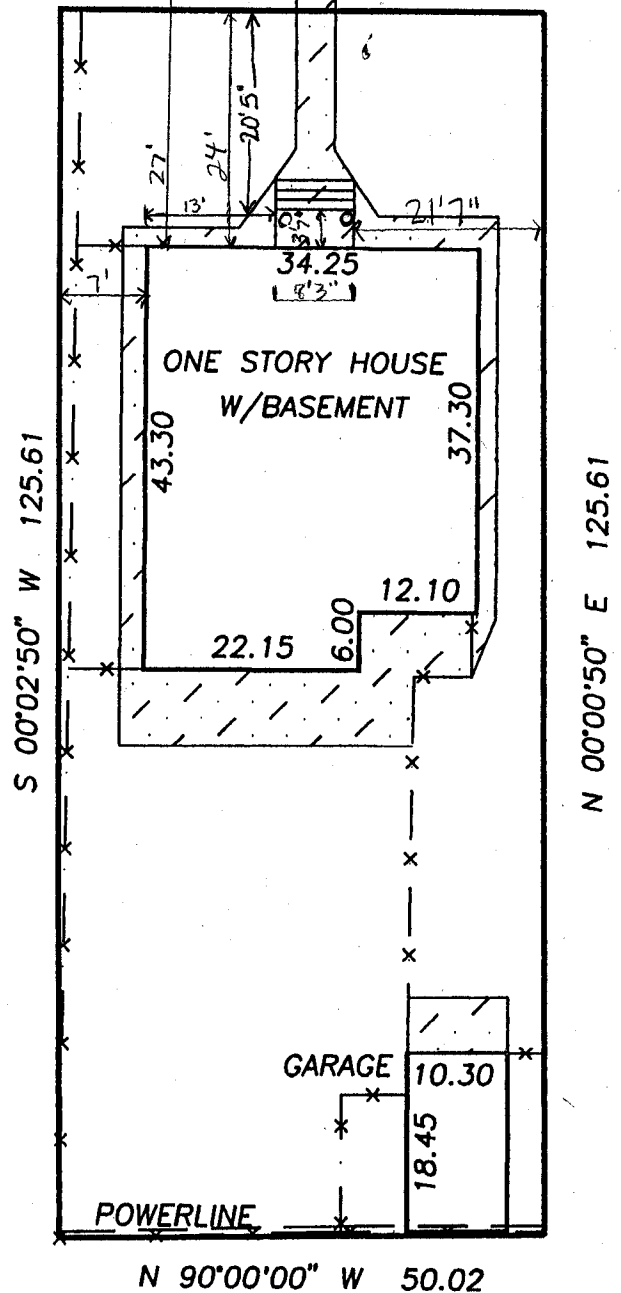 27'
24'
20'5"
13'
3'7"
21'7"
34.25
8'3"
7'
ONE STORY HOUSE
W/BASEMENT
43.30
37.30
S 00°02'50" W 125.61
N 00°00'50" E 125.61
12.10
6.00
22.15
GARAGE
10.30
18.45
POWERLINE
N 90°00'00" W 50.02